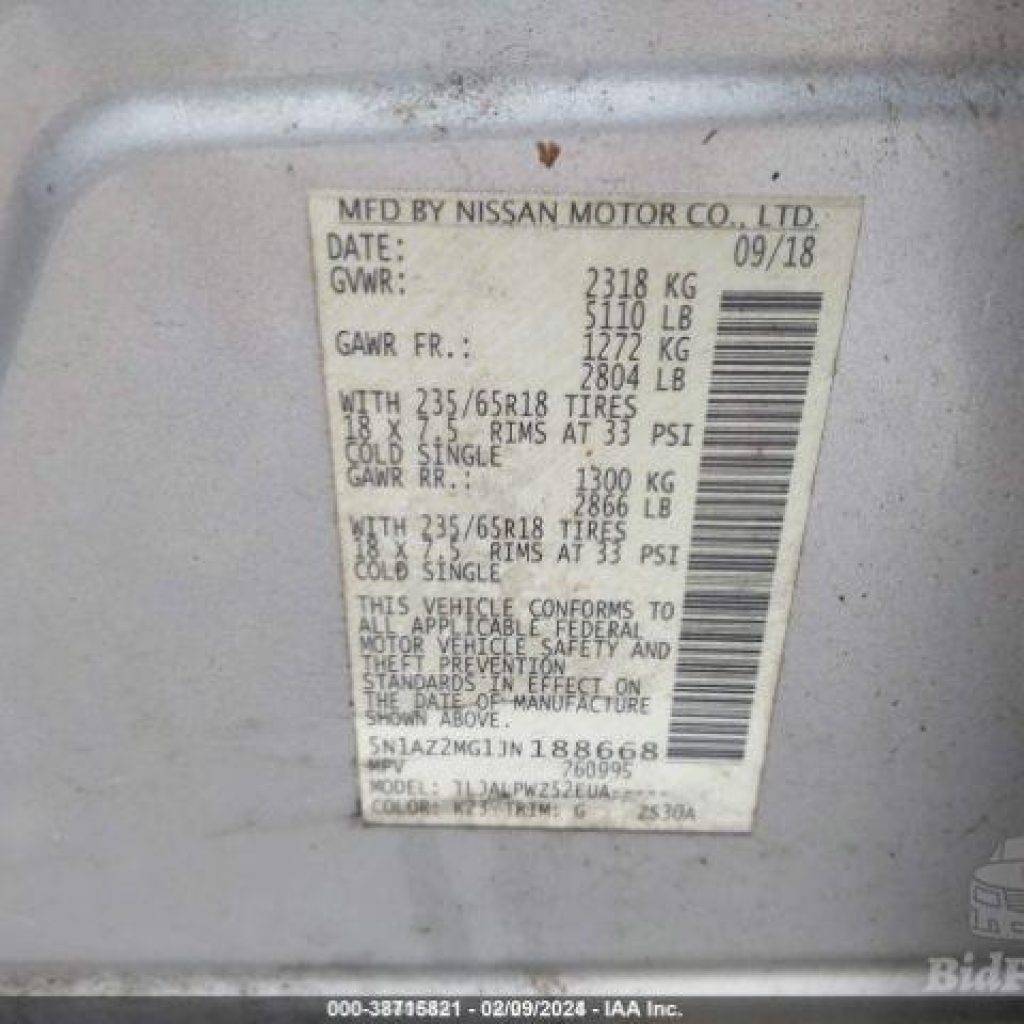 MFD BY NISSAN MOTOR CO., LTD.
DATE: 09/18
GVWR: 2318 KG
5110 LB
GAWR FR.: 1272 KG
2804 LB
WITH 235/65R18 TIRES
18 X 7.5 RIMS AT 33 PSI
COLD SINGLE
GAWR RR.: 1300 KG
2866 LB
WITH 235/65R18 TIRES
18 X 7.5 RIMS AT 33 PSI
COLD SINGLE
THIS VEHICLE CONFORMS TO
ALL APPLICABLE FEDERAL
MOTOR VEHICLE SAFETY AND
THEFT PREVENTION
STANDARDS IN EFFECT ON
THE DATE OF MANUFACTURE
SHOWN ABOVE.
5N1AZ2MG1JN188668
MPV 760995
MODEL: TLJALPWZ52EUA-----
COLOR: K23 TRIM: G 2S30A
000-38715821 - 02/09/2024 - IAA Inc.